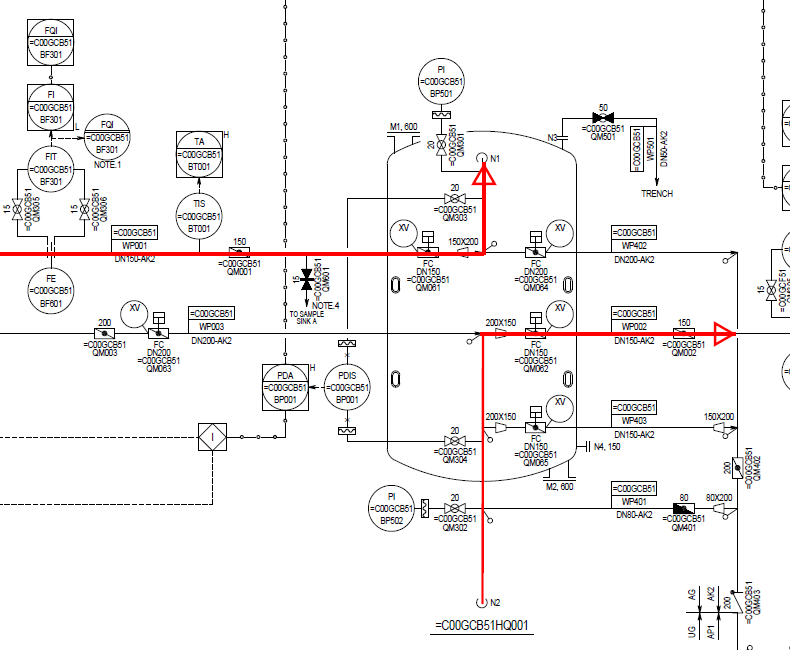 FQI
=C00GCB51
BF301
FI
=C00GCB51
BF301
L
FQI
=C00GCB51
BF301
NOTE.1
FIT
=C00GCB51
BF301
15
=C00GCB51
QM305
15
=C00GCB51
QM306
TA
=C00GCB51
BT001
H
TIS
=C00GCB51
BT001
FE
=C00GCB51
BF601
=C00GCB51
WP001
DN150-AK2
150
=C00GCB51
QM001
15
=C00GCB51
NOTE.4
TO SAMPLE
SINK A
PI
=C00GCB51
BP501
20
=C00GCB51
QM301
M1, 600
N1
N3
50
=C00GCB51
QM501
=C00GCB51
WP501
DN50-AK2
TRENCH
20
=C00GCB51
QM303
XV
150X200
FC
DN150
=C00GCB51
QM061
XV
FC
DN200
=C00GCB51
QM064
=C00GCB51
WP402
DN200-AK2
200
=C00GCB51
QM003
XV
FC
DN200
=C00GCB51
QM063
=C00GCB51
WP003
DN200-AK2
200X150
XV
FC
DN150
=C00GCB51
QM062
=C00GCB51
WP002
DN150-AK2
150
=C00GCB51
QM002
15
=C00GCB51
PDA
=C00GCB51
BP001
H
PDIS
=C00GCB51
BP001
I
20
=C00GCB51
QM304
200X150
XV
FC
DN150
=C00GCB51
QM065
=C00GCB51
WP403
DN150-AK2
150X200
N4, 150
M2, 600
200
=C00GCB51
QM402
PI
=C00GCB51
BP502
20
=C00GCB51
QM302
=C00GCB51
WP401
DN80-AK2
80
=C00GCB51
QM401
80X200
N2
=C00GCB51HQ001
AG
UG
AK2
AP1
200
=C00GCB51
QM403